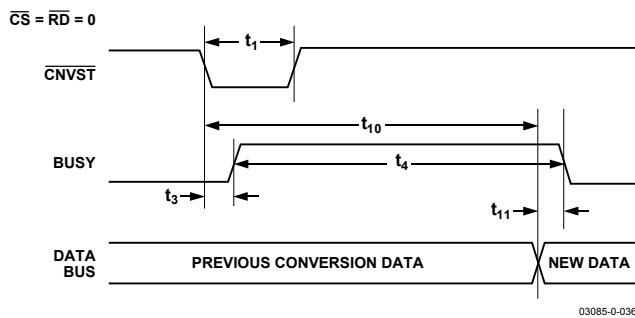 CS = RD = 0
t1
CNVST
t10
BUSY
t4
t3
t11
DATA BUS
PREVIOUS CONVERSION DATA
NEW DATA
03085-0-036